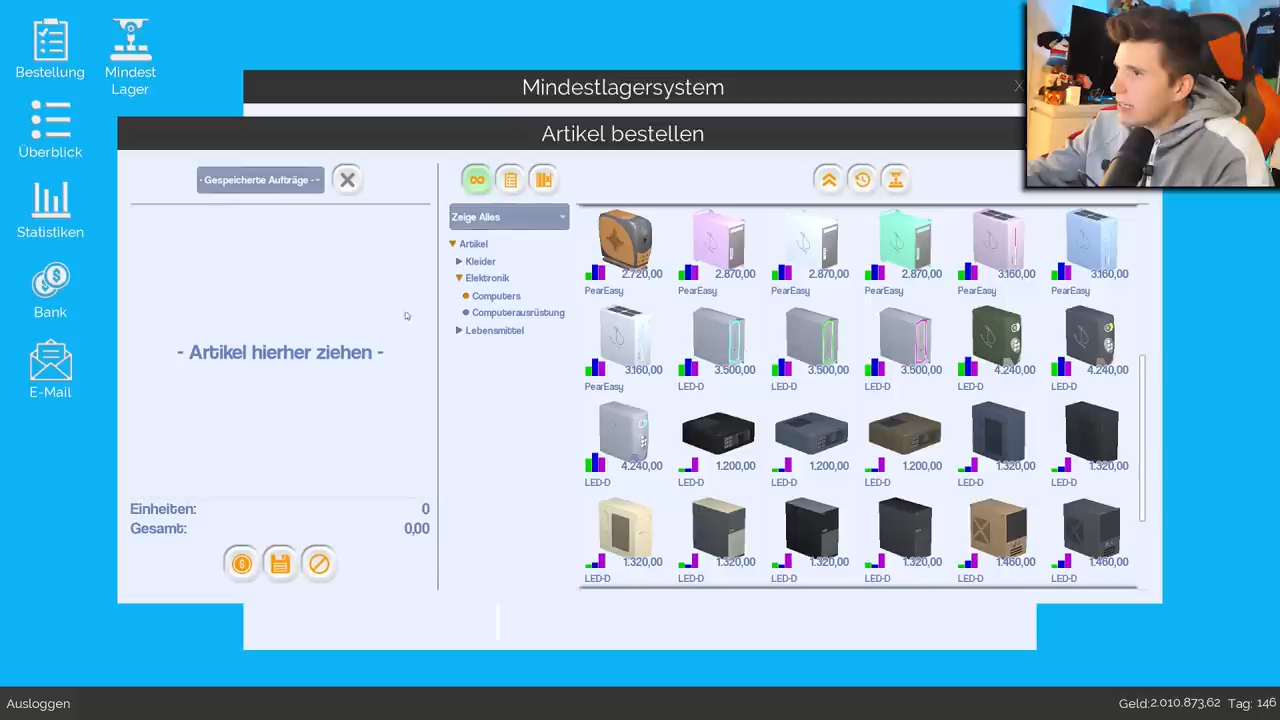 Bestellung
Mindest
Lager
Überblick
Statistiken
Bank
E-Mail
Mindestlagersystem
X
Artikel bestellen
- Gespeicherte Aufträge -
Zeige Alles
Artikel
Kleider
Elektronik
Computers
Computerausrüstung
Lebensmittel
- Artikel hierher ziehen -
Einheiten: 0
Gesamt: 0,00
2.720,00 2.870,00 2.870,00 2.870,00 3.160,00 3.160,00
PearEasy PearEasy PearEasy PearEasy PearEasy PearEasy
3.160,00 3.500,00 3.500,00 3.500,00 4.240,00 4.240,00
PearEasy LED-D LED-D LED-D LED-D LED-D
4.240,00 1.200,00 1.200,00 1.200,00 1.320,00 1.320,00
LED-D LED-D LED-D LED-D LED-D LED-D
1.320,00 1.320,00 1.320,00 1.320,00 1.460,00 1.460,00
LED-D LED-D LED-D LED-D LED-D LED-D
Ausloggen
Geld:2.010.873,62 Tag: 146